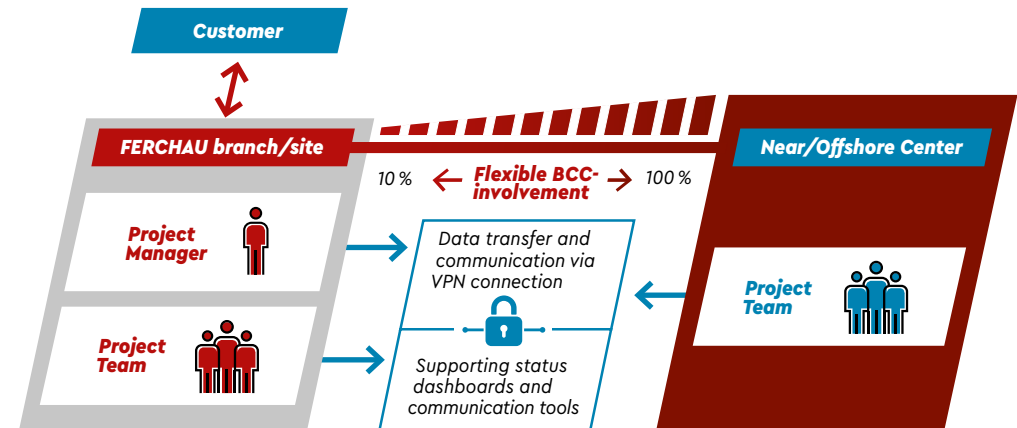 Customer
FERCHAU branch/site
Near/Offshore Center
10 %
Flexible BCC-
involvement
100 %
Project
Manager
Data transfer and
communication via
VPN connection
Project
Team
Project
Team
Supporting status
dashboards and
communication tools